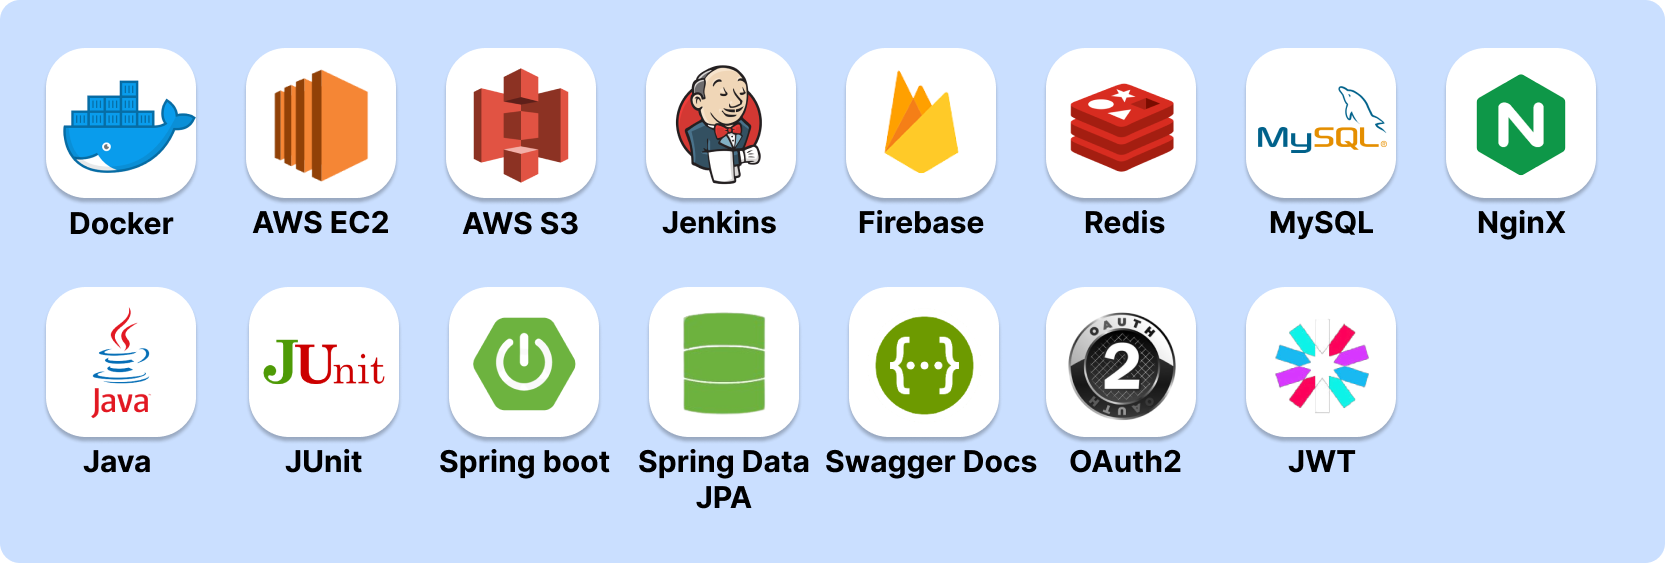 MySQL®
N
Docker
AWS EC2
AWS S3
Jenkins
Firebase
Redis
MySQL
NginX
Java
JUnit
{...}
OAUTH
2
OAUTH
Java
JUnit
Spring boot
Spring Data
JPA
Swagger Docs
OAuth2
JWT